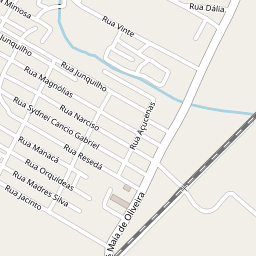 Mimosa
Rua Dália
Rua Vinte
Junquilho
Rua Junquilho
Rua Magnólias
Rua Açucenas
Rua Narciso
Rua Sydnei Cancio Gabriel
Rua Resedá
Rua Manacá
Rua Orquídeas
Rua Madres Silva
Rua Jacinto
Maia de Oliveira